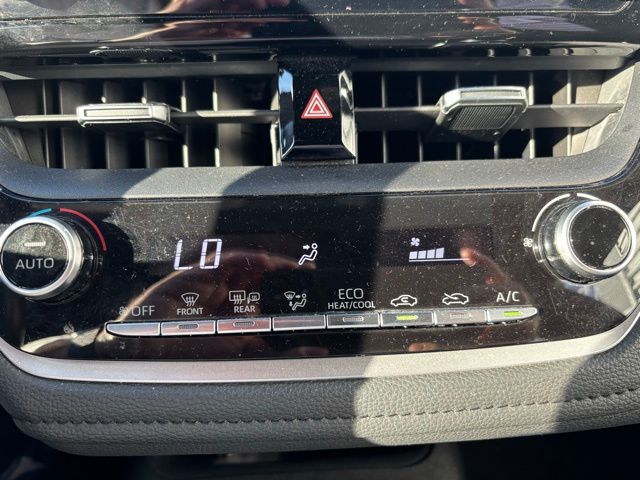 AUTO
LO
OFF
FRONT
REAR
ECO
HEAT/COOL
A/C